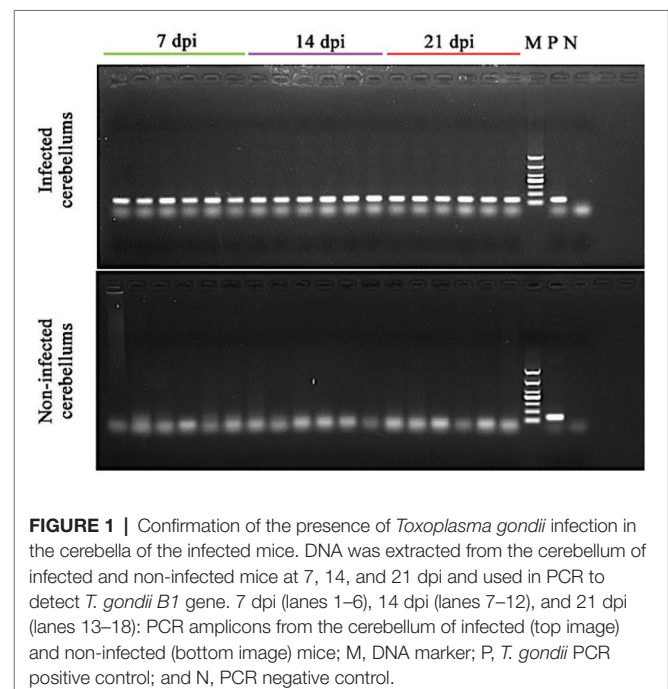 7 dpi 14 dpi 21 dpi M P N
Infected
cerebellums
Non-infected
cerebellums
FIGURE 1 | Confirmation of the presence of Toxoplasma gondii infection in
the cerebella of the infected mice. DNA was extracted from the cerebellum of
infected and non-infected mice at 7, 14, and 21 dpi and used in PCR to
detect T. gondii B1 gene. 7 dpi (lanes 1–6), 14 dpi (lanes 7–12), and 21 dpi
(lanes 13–18): PCR amplicons from the cerebellum of infected (top image)
and non-infected (bottom image) mice; M, DNA marker; P, T. gondii PCR
positive control; and N, PCR negative control.